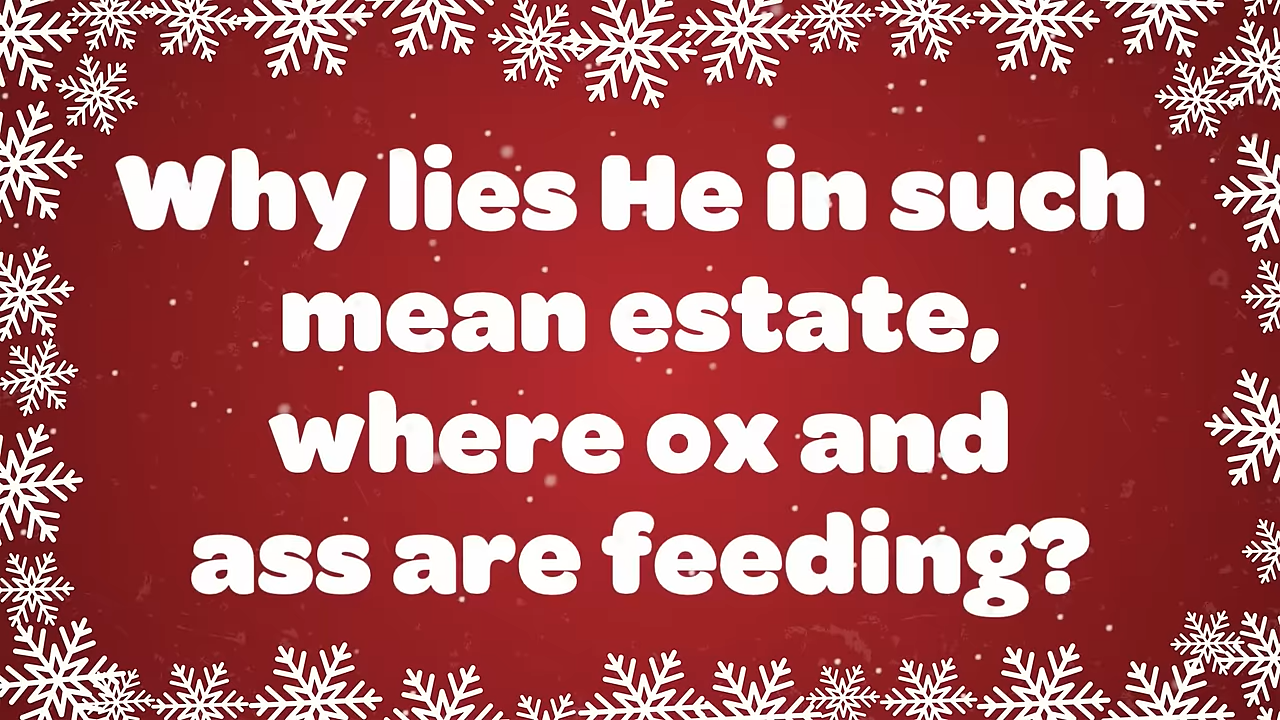 Why lies He in such
mean estate,
where ox and
ass are feeding?